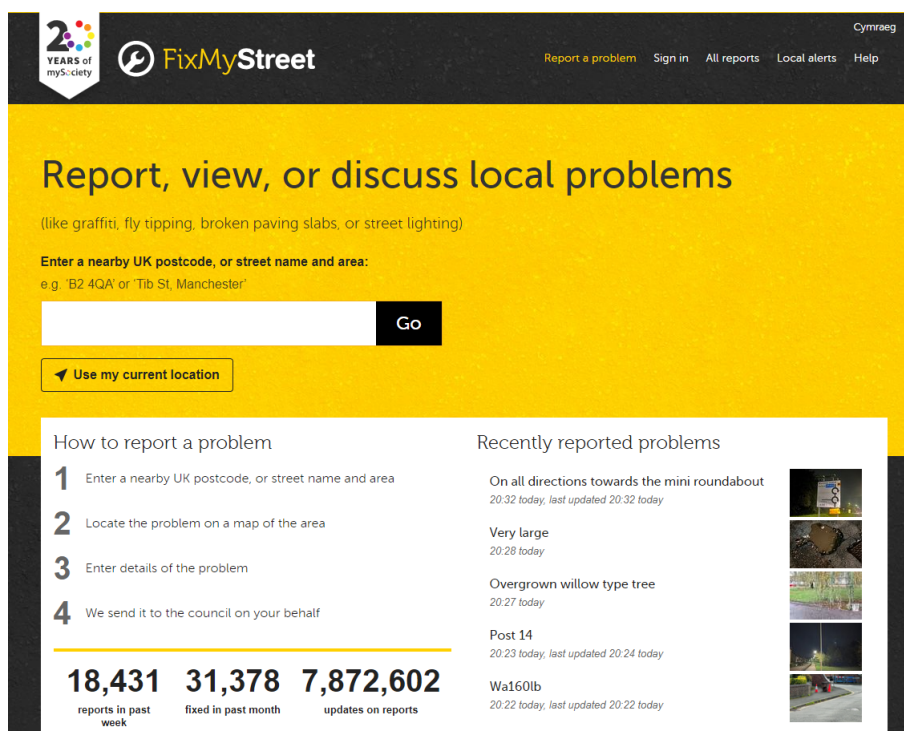 Cymraeg
20
YEARS of
mySociety
FixMyStreet
Report a problem
Sign in
All reports
Local alerts
Help
Report, view, or discuss local problems
(like graffiti, fly tipping, broken paving slabs, or street lighting)
Enter a nearby UK postcode, or street name and area:
e.g. ‘B2 4QA’ or ‘Tib St, Manchester’
Go
Use my current location
How to report a problem
1 Enter a nearby UK postcode, or street name and area
2 Locate the problem on a map of the area
3 Enter details of the problem
4 We send it to the council on your behalf
18,431
reports in past
week
31,378
fixed in past month
7,872,602
updates on reports
Recently reported problems
On all directions towards the mini roundabout
20:32 today, last updated 20:32 today
Very large
20:28 today
Overgrown willow type tree
20:27 today
Post 14
20:23 today, last updated 20:24 today
Wa160lb
20:22 today, last updated 20:22 today